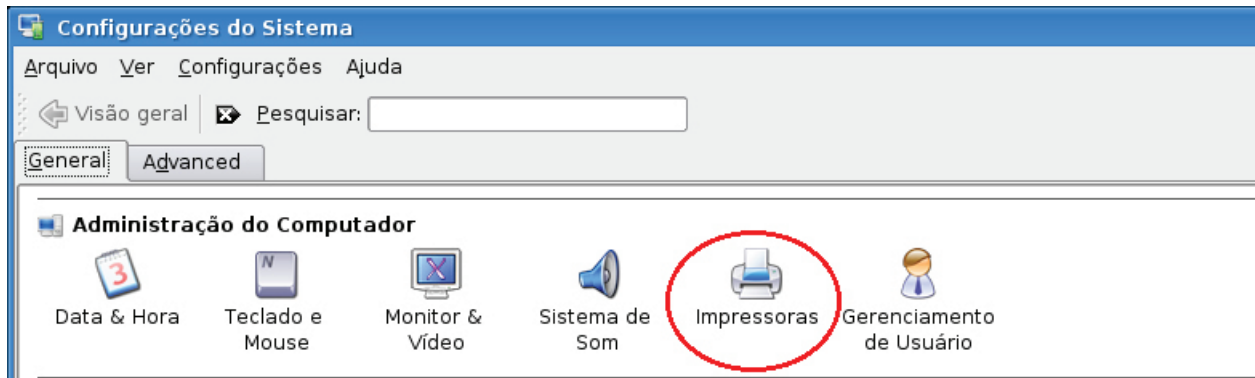 Configurações do Sistema
Arquivo Ver Configurações Ajuda
Visão geral Pesquisar:
General Advanced
Administração do Computador
3 N X
Data & Hora Teclado e Monitor & Sistema de Impressoras Gerenciamento
Mouse Vídeo Som de Usuário